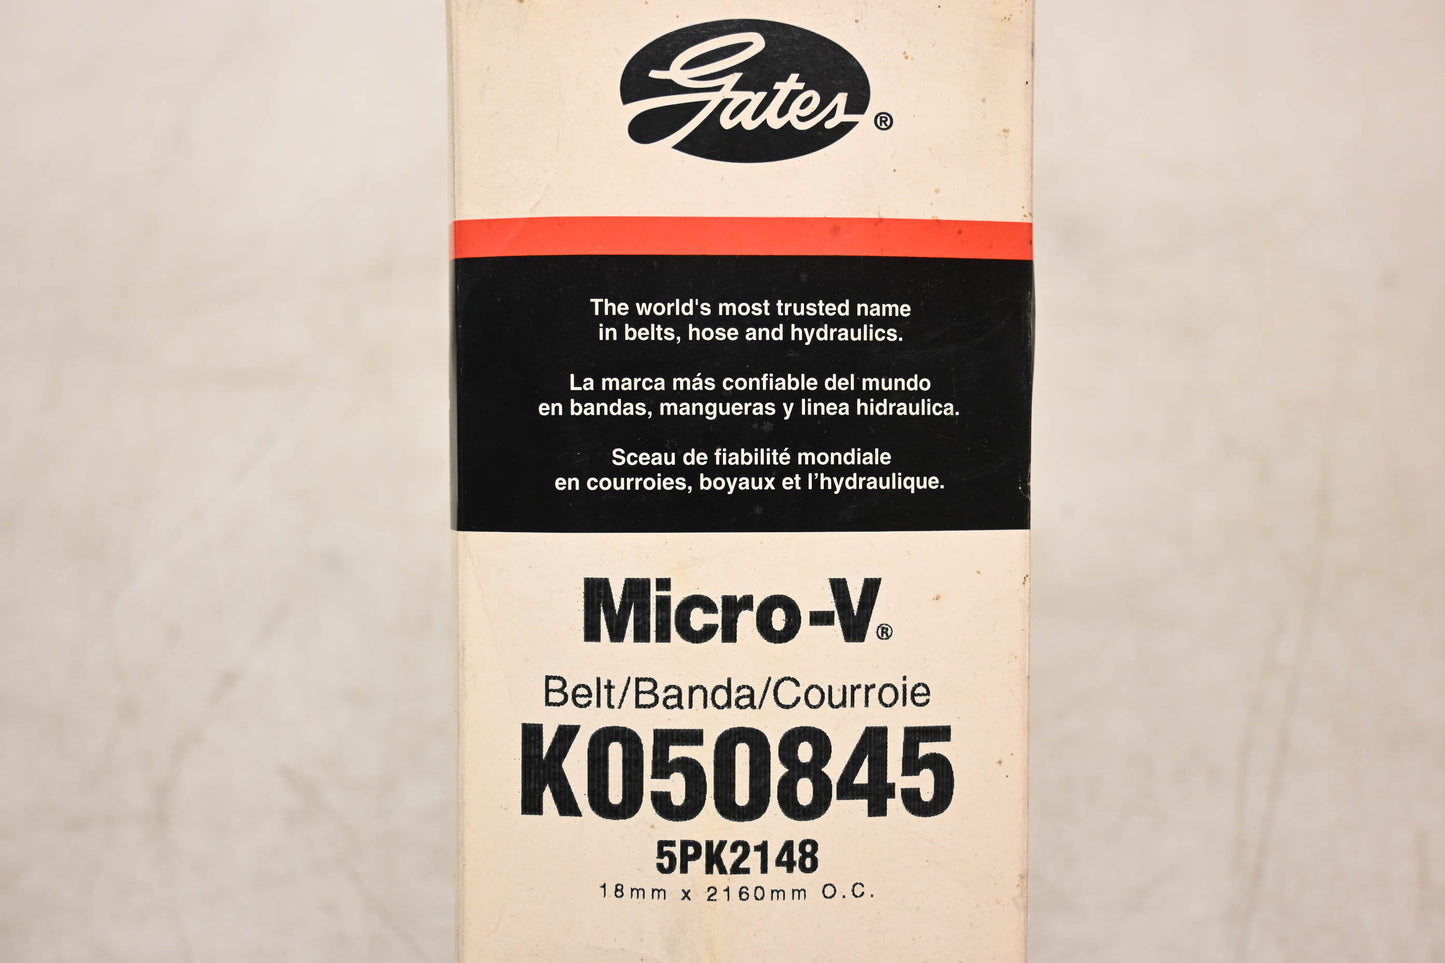 Gates®
The world's most trusted name
in belts, hose and hydraulics.
La marca más confiable del mundo
en bandas, mangueras y linea hidraulica.
Sceau de fiabilité mondiale
en courroies, boyaux et l’hydraulique.
Micro-V®
Belt/Banda/Courroie
K050845
5PK2148
18mm x 2160mm O.C.